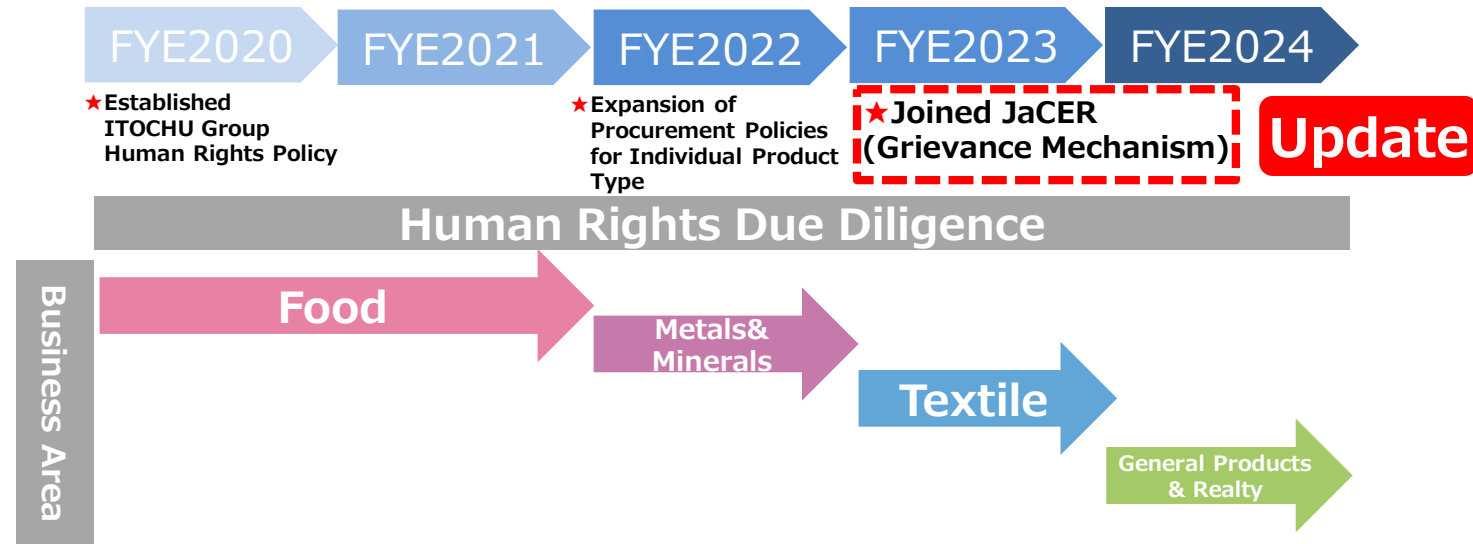 FYE2020
FYE2021
FYE2022
FYE2023
FYE2024
★Established
ITOCHU Group
Human Rights Policy
★Expansion of
Procurement Policies
for Individual Product
Type
★Joined JaCER
(Grievance Mechanism)
Update
Human Rights Due Diligence
Business Area
Food
Metals&
Minerals
Textile
General Products
& Realty